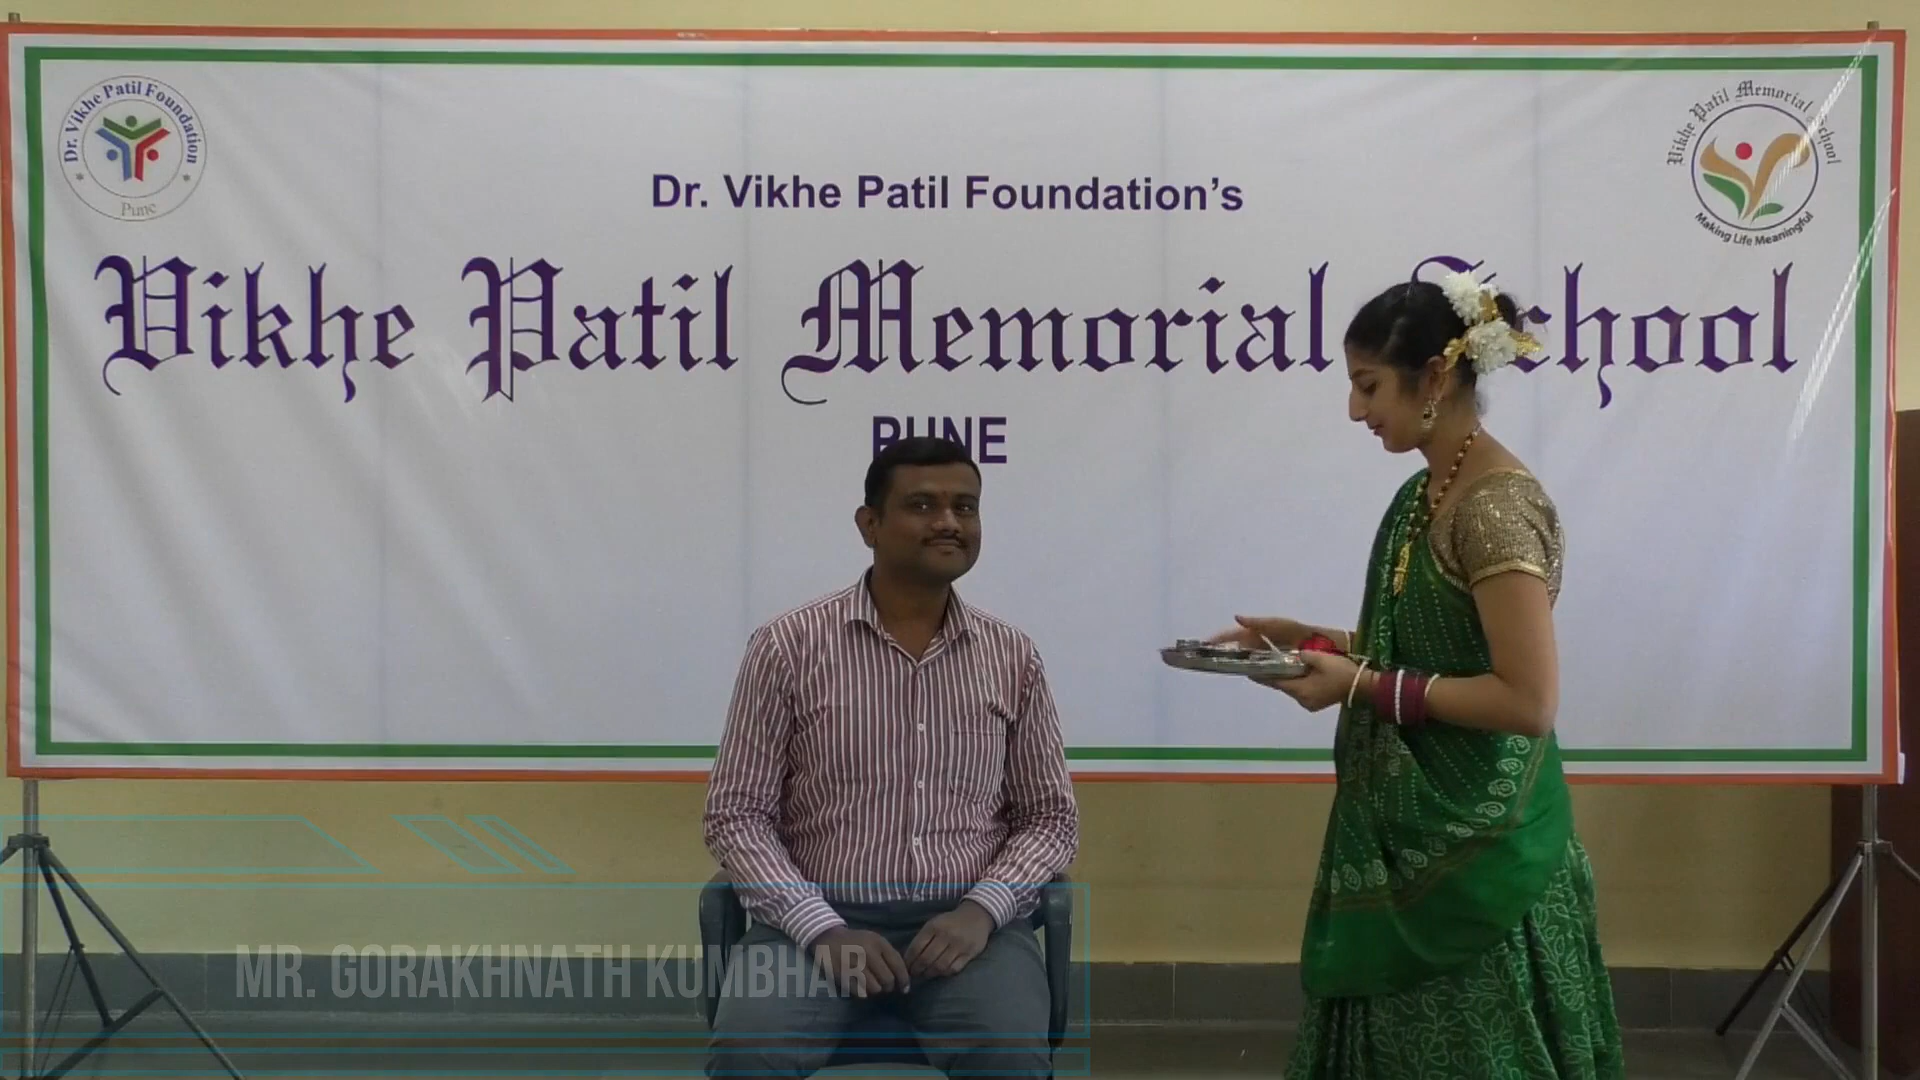 Dr. Vikhe Patil Foundation
Pune
Vikhe Patil Memorial School
Making Life Meaningful
Dr. Vikhe Patil Foundation's
Vikhe Patil Memorial School
PUNE
MR. GORAKHNATH KUMBHAR